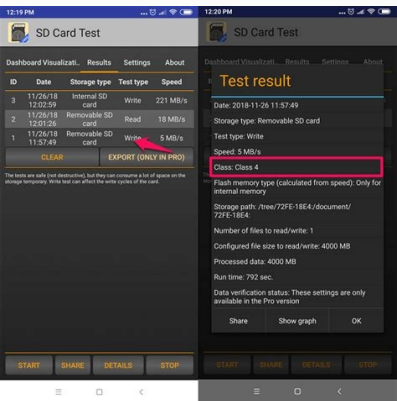 12:19 PM
SD Card Test
Dashboard Visualizati.. Results Settings About
ID Date Storage type Test type Speed
3 11/26/18 12:02:59 Internal SD card Write 221 MB/s
2 11/26/18 12:01:26 Removable SD card Read 18 MB/s
1 11/26/18 11:57:49 Removable SD card Write 5 MB/s
CLEAR EXPORT (ONLY IN PRO)
The tests are safe (not destructive), but they can consume a lot of space on the
storage temporary. Write test can affect the write cycles of the card.
START SHARE DETAILS STOP
12:20 PM
SD Card Test
Dashboard Visualizati.. Results Settings About
Test result
Date: 2018-11-26 11:57:49
Storage type: Removable SD card
Test type: Write
Speed: 5 MB/s
Class: Class 4
Flash memory type (calculated from speed): Only for
internal memory
Storage path: /tree/72FE-18E4:/document/
72FE-18E4:
Number of files to read/write: 1
Configured file size to read/write: 4000 MB
Processed data: 4000 MB
Run time: 792 sec.
Data verification status: These settings are only
available in the Pro version
Share Show graph OK
START SHARE DETAILS STOP